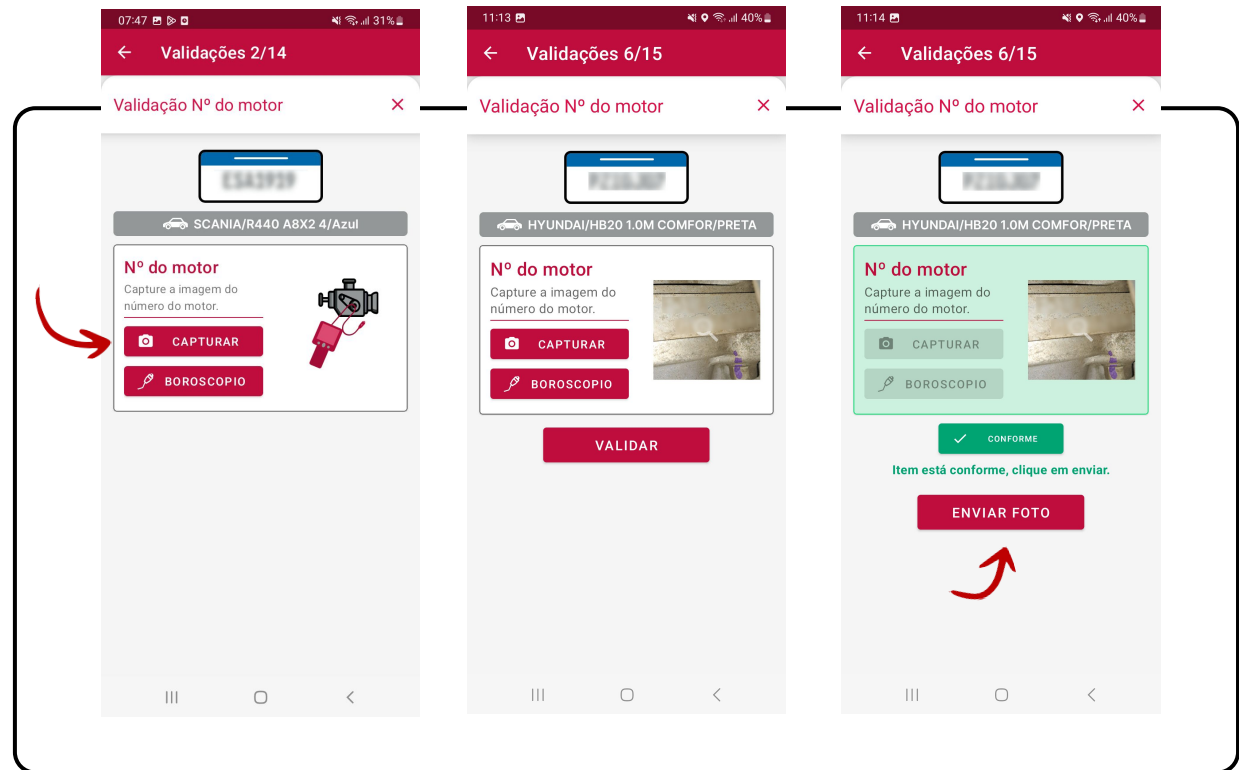 07:47 31%
Validações 2/14
Validação Nº do motor
SCANIA/R440 A8X2 4/Azul
Nº do motor
Capture a imagem do
número do motor.
CAPTURAR
BOROSCOPIO
11:13 40%
Validações 6/15
Validação Nº do motor
HYUNDAI/HB20 1.0M COMFOR/PRETA
Nº do motor
Capture a imagem do
número do motor.
CAPTURAR
BOROSCOPIO
VALIDAR
11:14 40%
Validações 6/15
Validação Nº do motor
HYUNDAI/HB20 1.0M COMFOR/PRETA
Nº do motor
Capture a imagem do
número do motor.
CAPTURAR
BOROSCOPIO
CONFORME
Item está conforme, clique em enviar.
ENVIAR FOTO